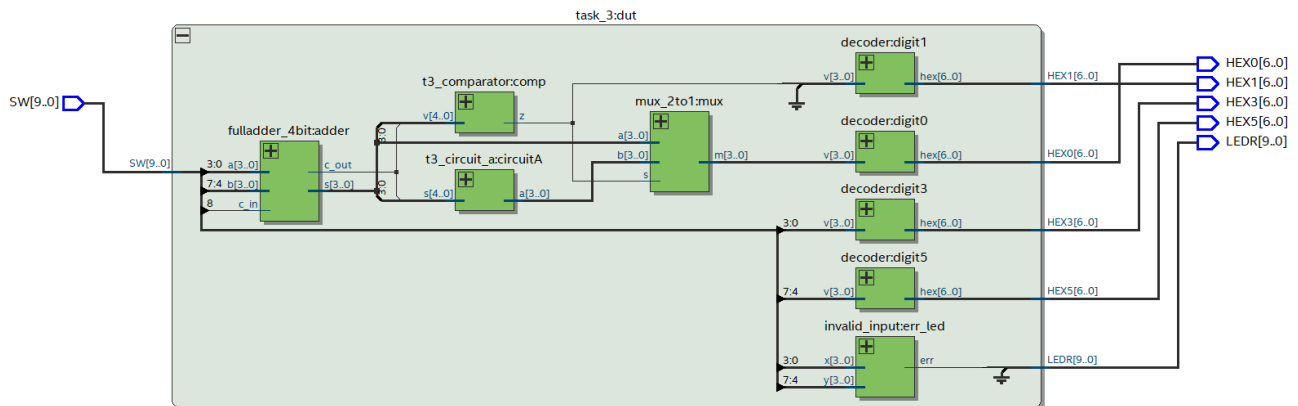 task_3:dut
SW[9..0]
SW[9..0]
fulladder_4bit:adder
3:0 a[3..0] c_out
7:4 b[3..0] s[3..0]
8 c_in
t3_comparator:comp
v[4..0] z
3:0
t3_circuit_a:circuitA
3:0
s[4..0] a[3..0]
mux_2to1:mux
a[3..0]
b[3..0] m[3..0]
s
decoder:digit1
v[3..0] hex[6..0] HEX1[6..0]
decoder:digit0
v[3..0] hex[6..0] HEX0[6..0]
decoder:digit3
3:0 v[3..0] hex[6..0] HEX3[6..0]
decoder:digit5
7:4 v[3..0] hex[6..0] HEX5[6..0]
invalid_input:err_led
3:0 x[3..0] err LEDR[9..0]
7:4 y[3..0]
HEX0[6..0]
HEX1[6..0]
HEX3[6..0]
HEX5[6..0]
LEDR[9..0]